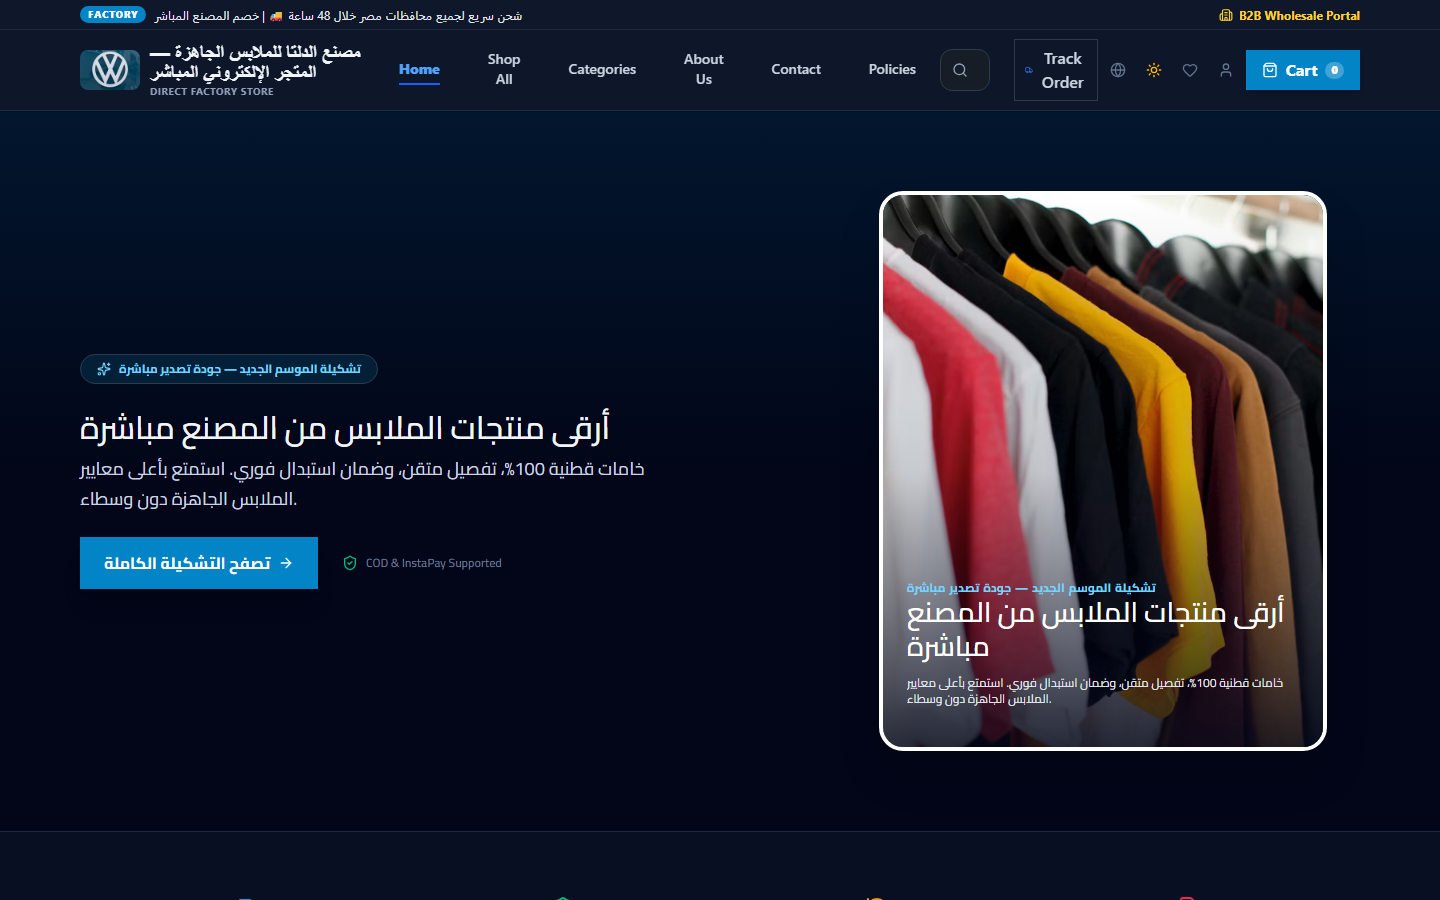 FACTORY
شحن سريع لجميع محافظات مصر خلال 48 ساعة 🚚 | خصم المصنع المباشر
B2B Wholesale Portal
مصنع الدلتا للملابس الجاهزة —
المتجر الإلكتروني المباشر
DIRECT FACTORY STORE
Home
Shop
All
Categories
About
Us
Contact
Policies
Track
Order
Cart 0
تشكيلة الموسم الجديد — جودة تصدير مباشرة
أرقى منتجات الملابس من المصنع مباشرة
خامات قطنية 100%، تفصيل متقن، وضمان استبدال فوري. استمتع بأعلى معايير
الملابس الجاهزة دون وسطاء.
تصفح التشكيلة الكاملة
COD & InstaPay Supported
تشكيلة الموسم الجديد — جودة تصدير مباشرة
أرقى منتجات الملابس من المصنع
مباشرة
خامات قطنية 100%، تفصيل متقن، وضمان استبدال فوري. استمتع بأعلى معايير
الملابس الجاهزة دون وسطاء.